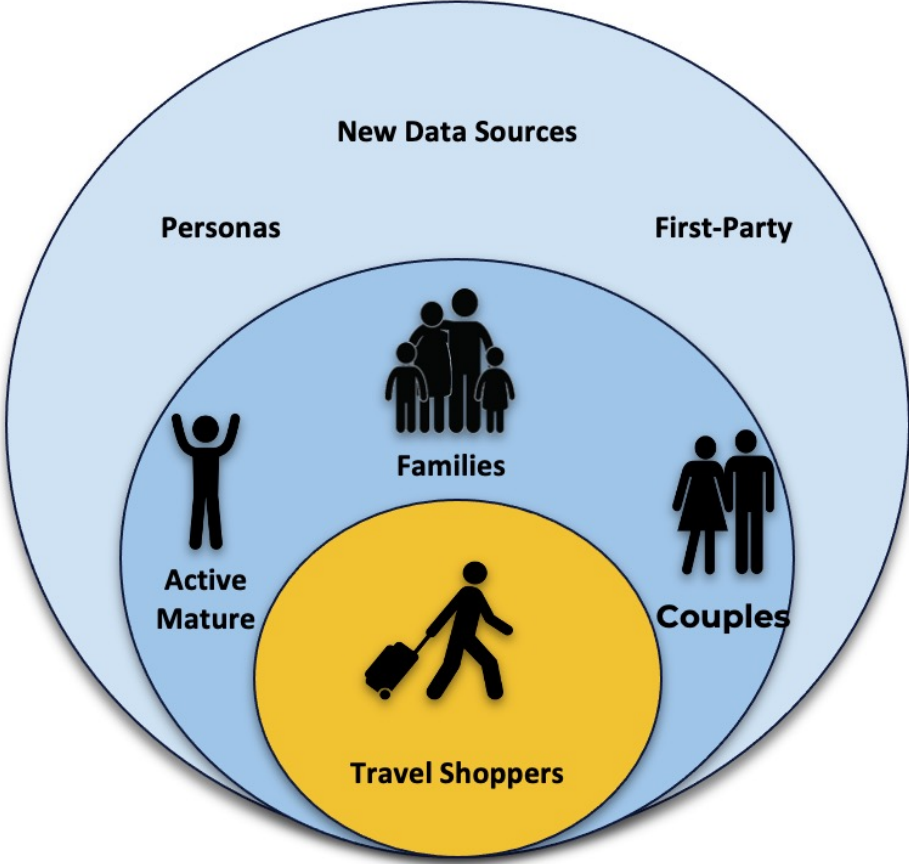 New Data Sources
Personas
First-Party
Families
Active
Mature
Couples
Travel Shoppers